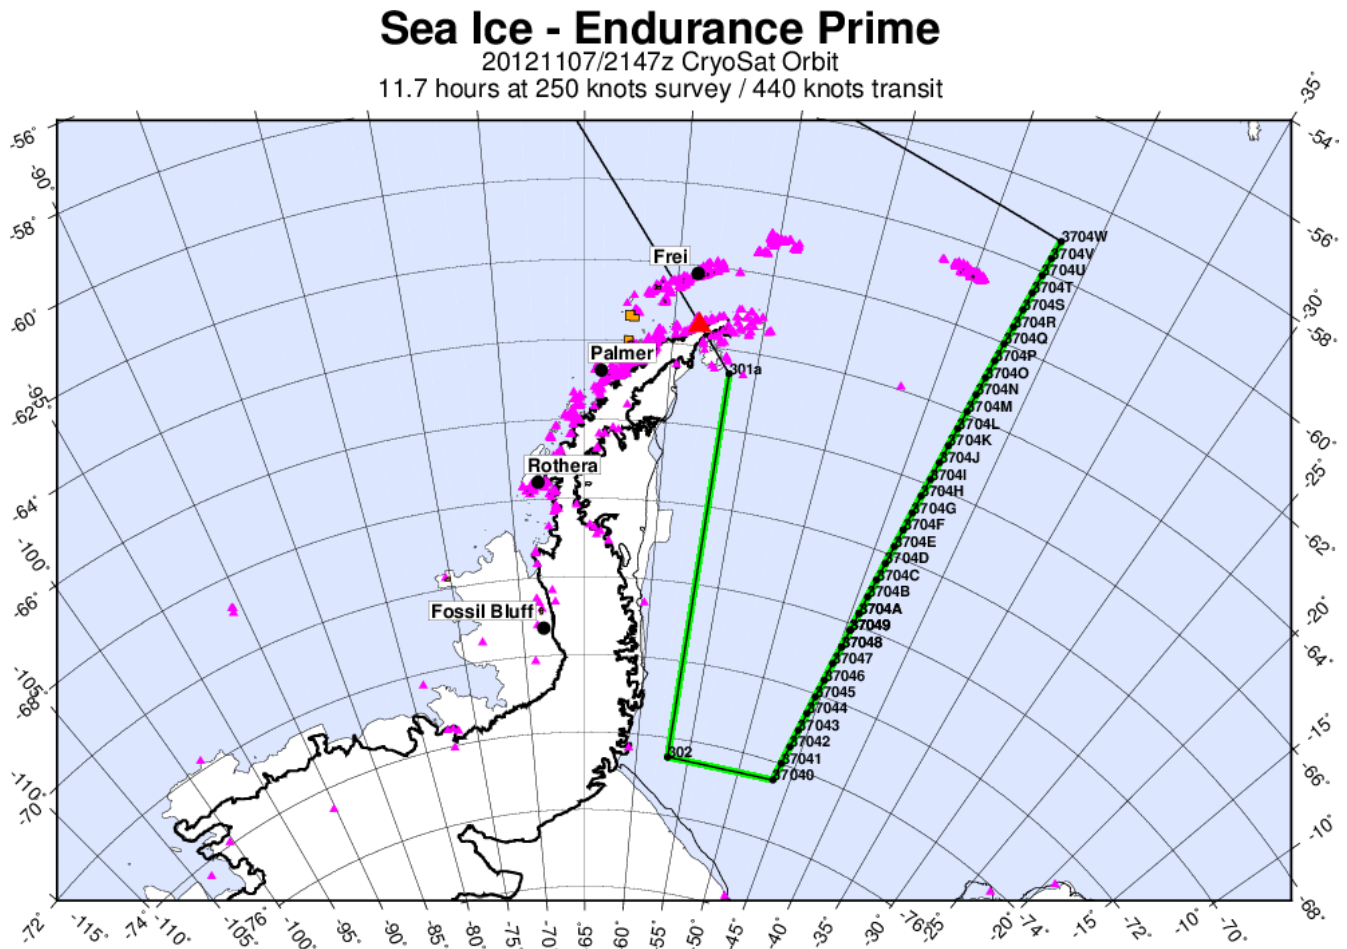 Sea Ice - Endurance Prime
20121107/2147z CryoSat Orbit
11.7 hours at 250 knots survey / 440 knots transit
-35°
-56°
-54°
-90°
-58°
-56°
3704W
3704V
3704U
3704T
3704S
3704R
3704Q
3704P
3704O
3704N
3704M
3704L
3704K
3704J
3704I
3704H
3704G
3704F
3704E
3704D
3704C
3704B
3704A
37049
37048
37047
37046
37045
37044
37043
37042
37041
37040
Frei
Palmer
301a
Rothera
Fossil Bluff
302
-60°
-30°
-58°
-95°
-62°
-60°
-25°
-64°
-62°
-100°
-66°
-20°
-64°
-105°
-68°
-15°
-66°
-110°
-70°
-10°
-68°
-72°
-115°
-74°
-110°
-105°
-76
-100°
-95°
-90°
-85°
-80°
-75°
-70°
-65°
-60°
-55°
-50°
-45°
-40°
-35°
-30°
-76°
-25°
-20°
-74°
-15°
-72°
-10°
-70°